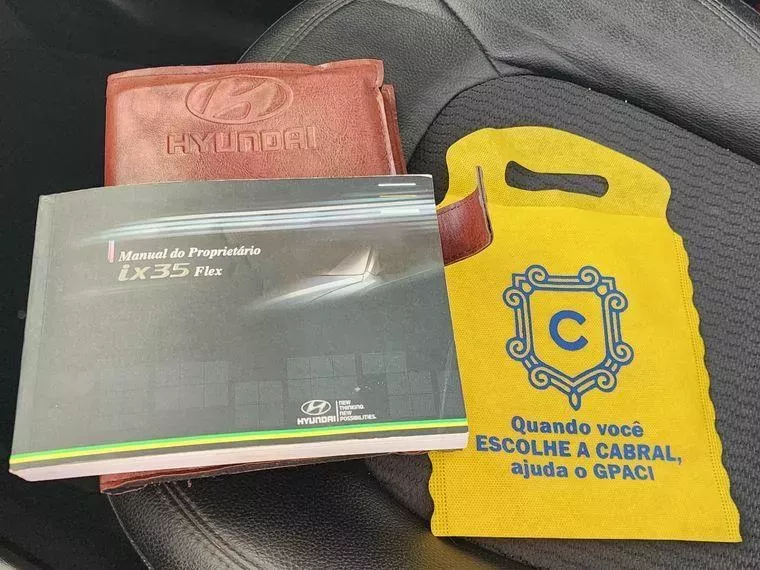 HYUNDAI
Manual do Proprietário
ix35 Flex
HYUNDAI
NEW
THINKING.
NEW
POSSIBILITIES.
C
Quando você
ESCOLHE A CABRAL,
ajuda o GPACI